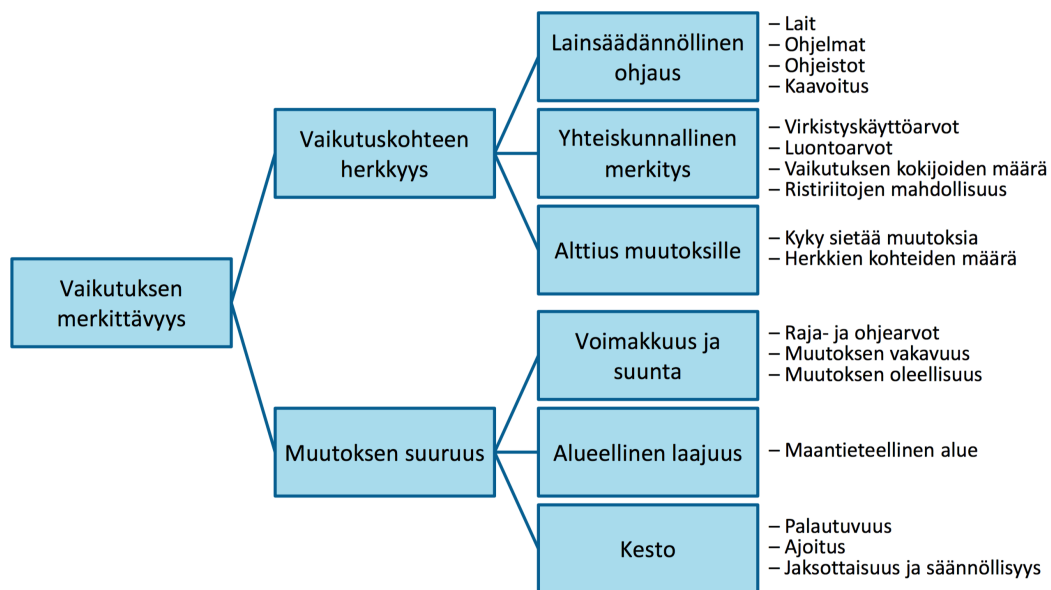 Vaikutuksen
merkittävyys
Vaikutuskohteen
herkkyys
Lainsäädännöllinen
ohjaus
– Lait
– Ohjelmat
– Ohjeistot
– Kaavoitus
Yhteiskunnallinen
merkitys
– Virkistyskäyttöarvot
– Luontoarvot
– Vaikutuksen kokijoiden määrä
– Ristiriitojen mahdollisuus
Alttius muutoksille
– Kyky sietää muutoksia
– Herkkien kohteiden määrä
Muutoksen suuruus
Voimakkuus ja
suunta
– Raja- ja ohjearvot
– Muutoksen vakavuus
– Muutoksen oleellisuus
Alueellinen laajuus
– Maantieteellinen alue
Kesto
– Palautuvuus
– Ajoitus
– Jaksottaisuus ja säännöllisyys